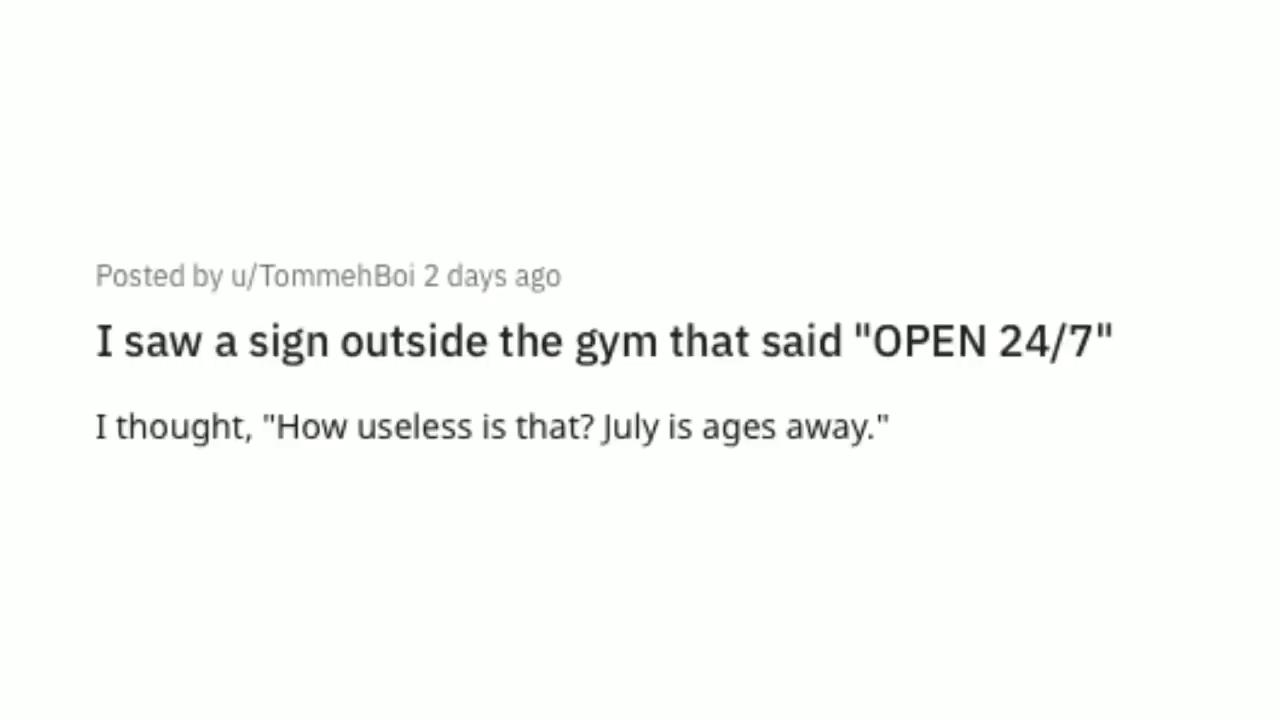 Posted by u/TommehBoi 2 days ago
I saw a sign outside the gym that said "OPEN 24/7"
I thought, "How useless is that? July is ages away."